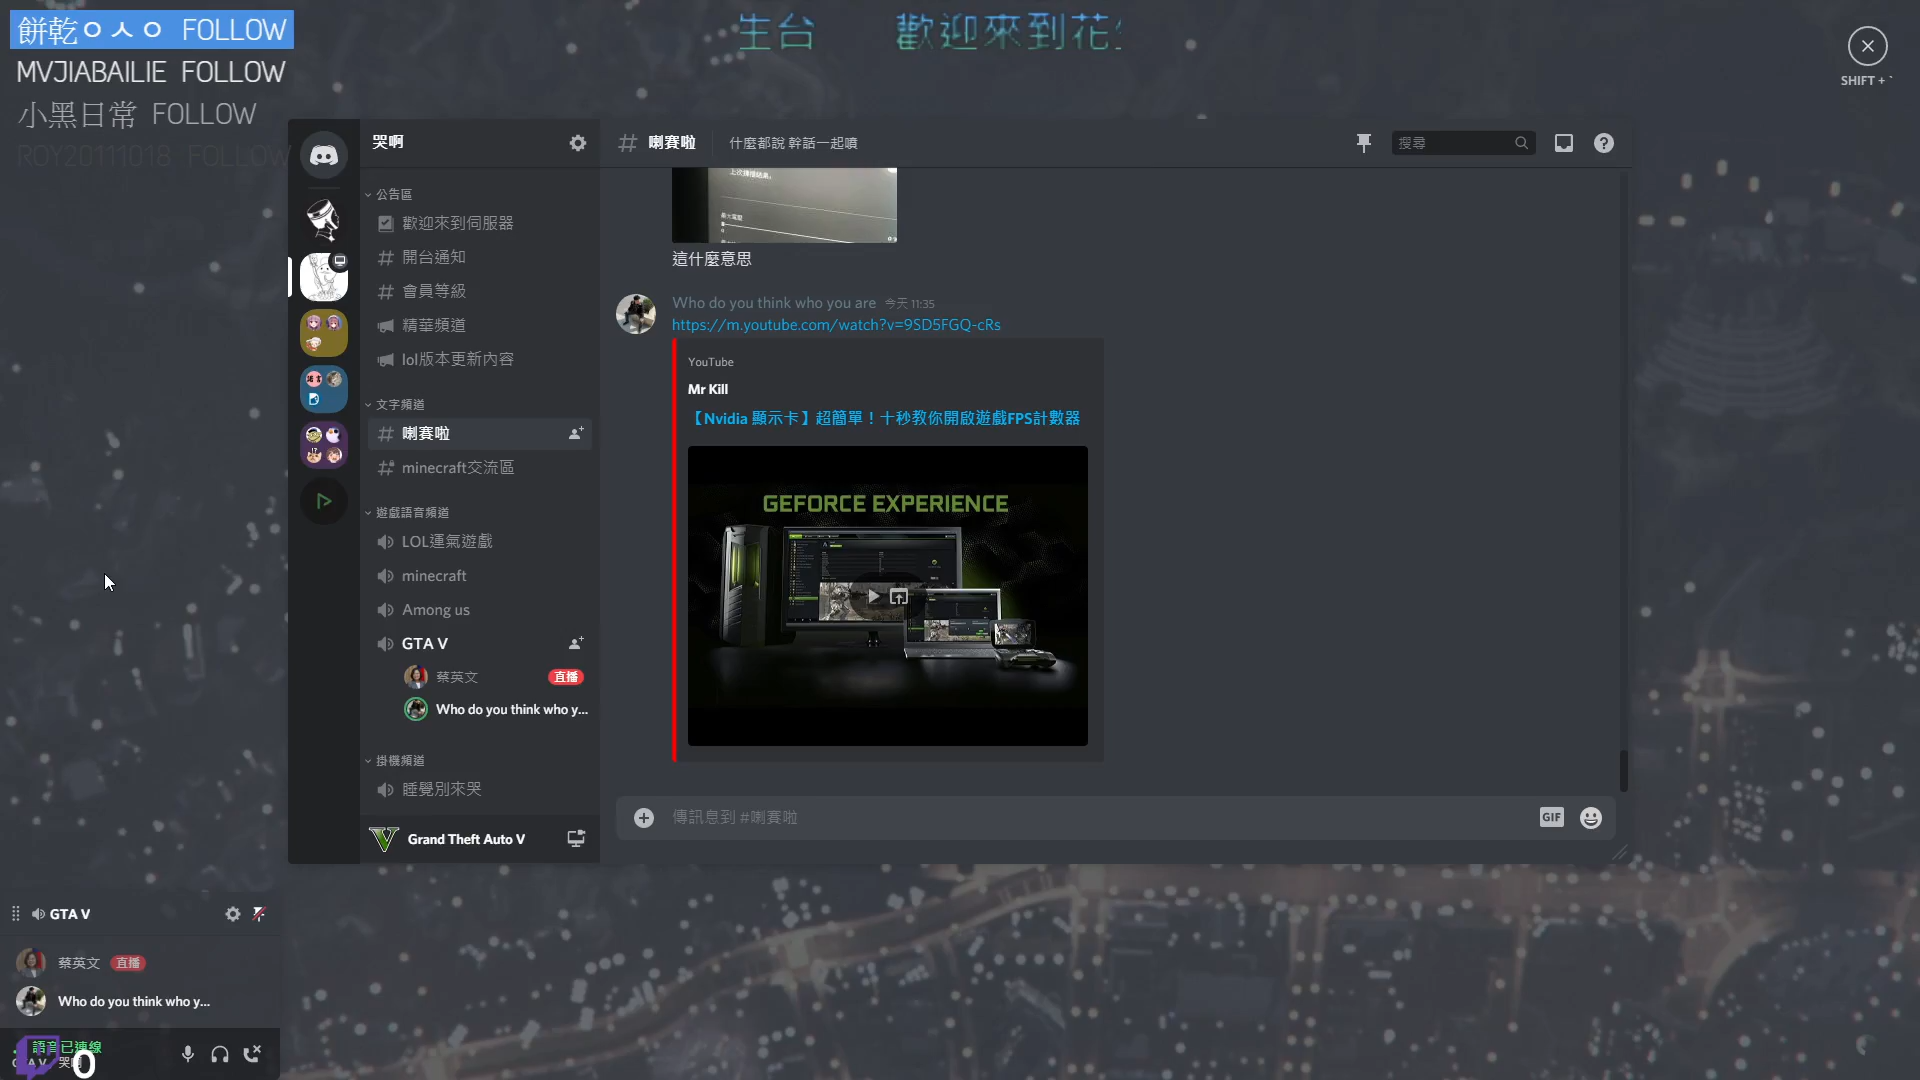 餅乾ㅇㅅㅇ FOLLOW
MVJIABAILIE FOLLOW
小黑日常 FOLLOW
ROY20111018 FOLLOW
生台 歡迎來到花
SHIFT + `
哭啊
喇賽啦
什麼都說 幹話一起噴
搜尋
公告區
歡迎來到伺服器
開台通知
會員等級
精華頻道
lol版本更新內容
文字頻道
喇賽啦
minecraft交流區
遊戲語音頻道
LOL運氣遊戲
minecraft
Among us
GTA V
蔡英文 直播
Who do you think who y...
掛機頻道
睡覺別來哭
Grand Theft Auto V
這什麼意思
Who do you think who you are 今天 11:35
https://m.youtube.com/watch?v=9SD5FGQ-cRs
YouTube
Mr Kill
【Nvidia 顯示卡】超簡單！十秒教你開啟遊戲FPS計數器
GEFORCE EXPERIENCE
傳訊息到 #喇賽啦
GIF
GTA V
蔡英文 直播
Who do you think who y...
語音已連線
0